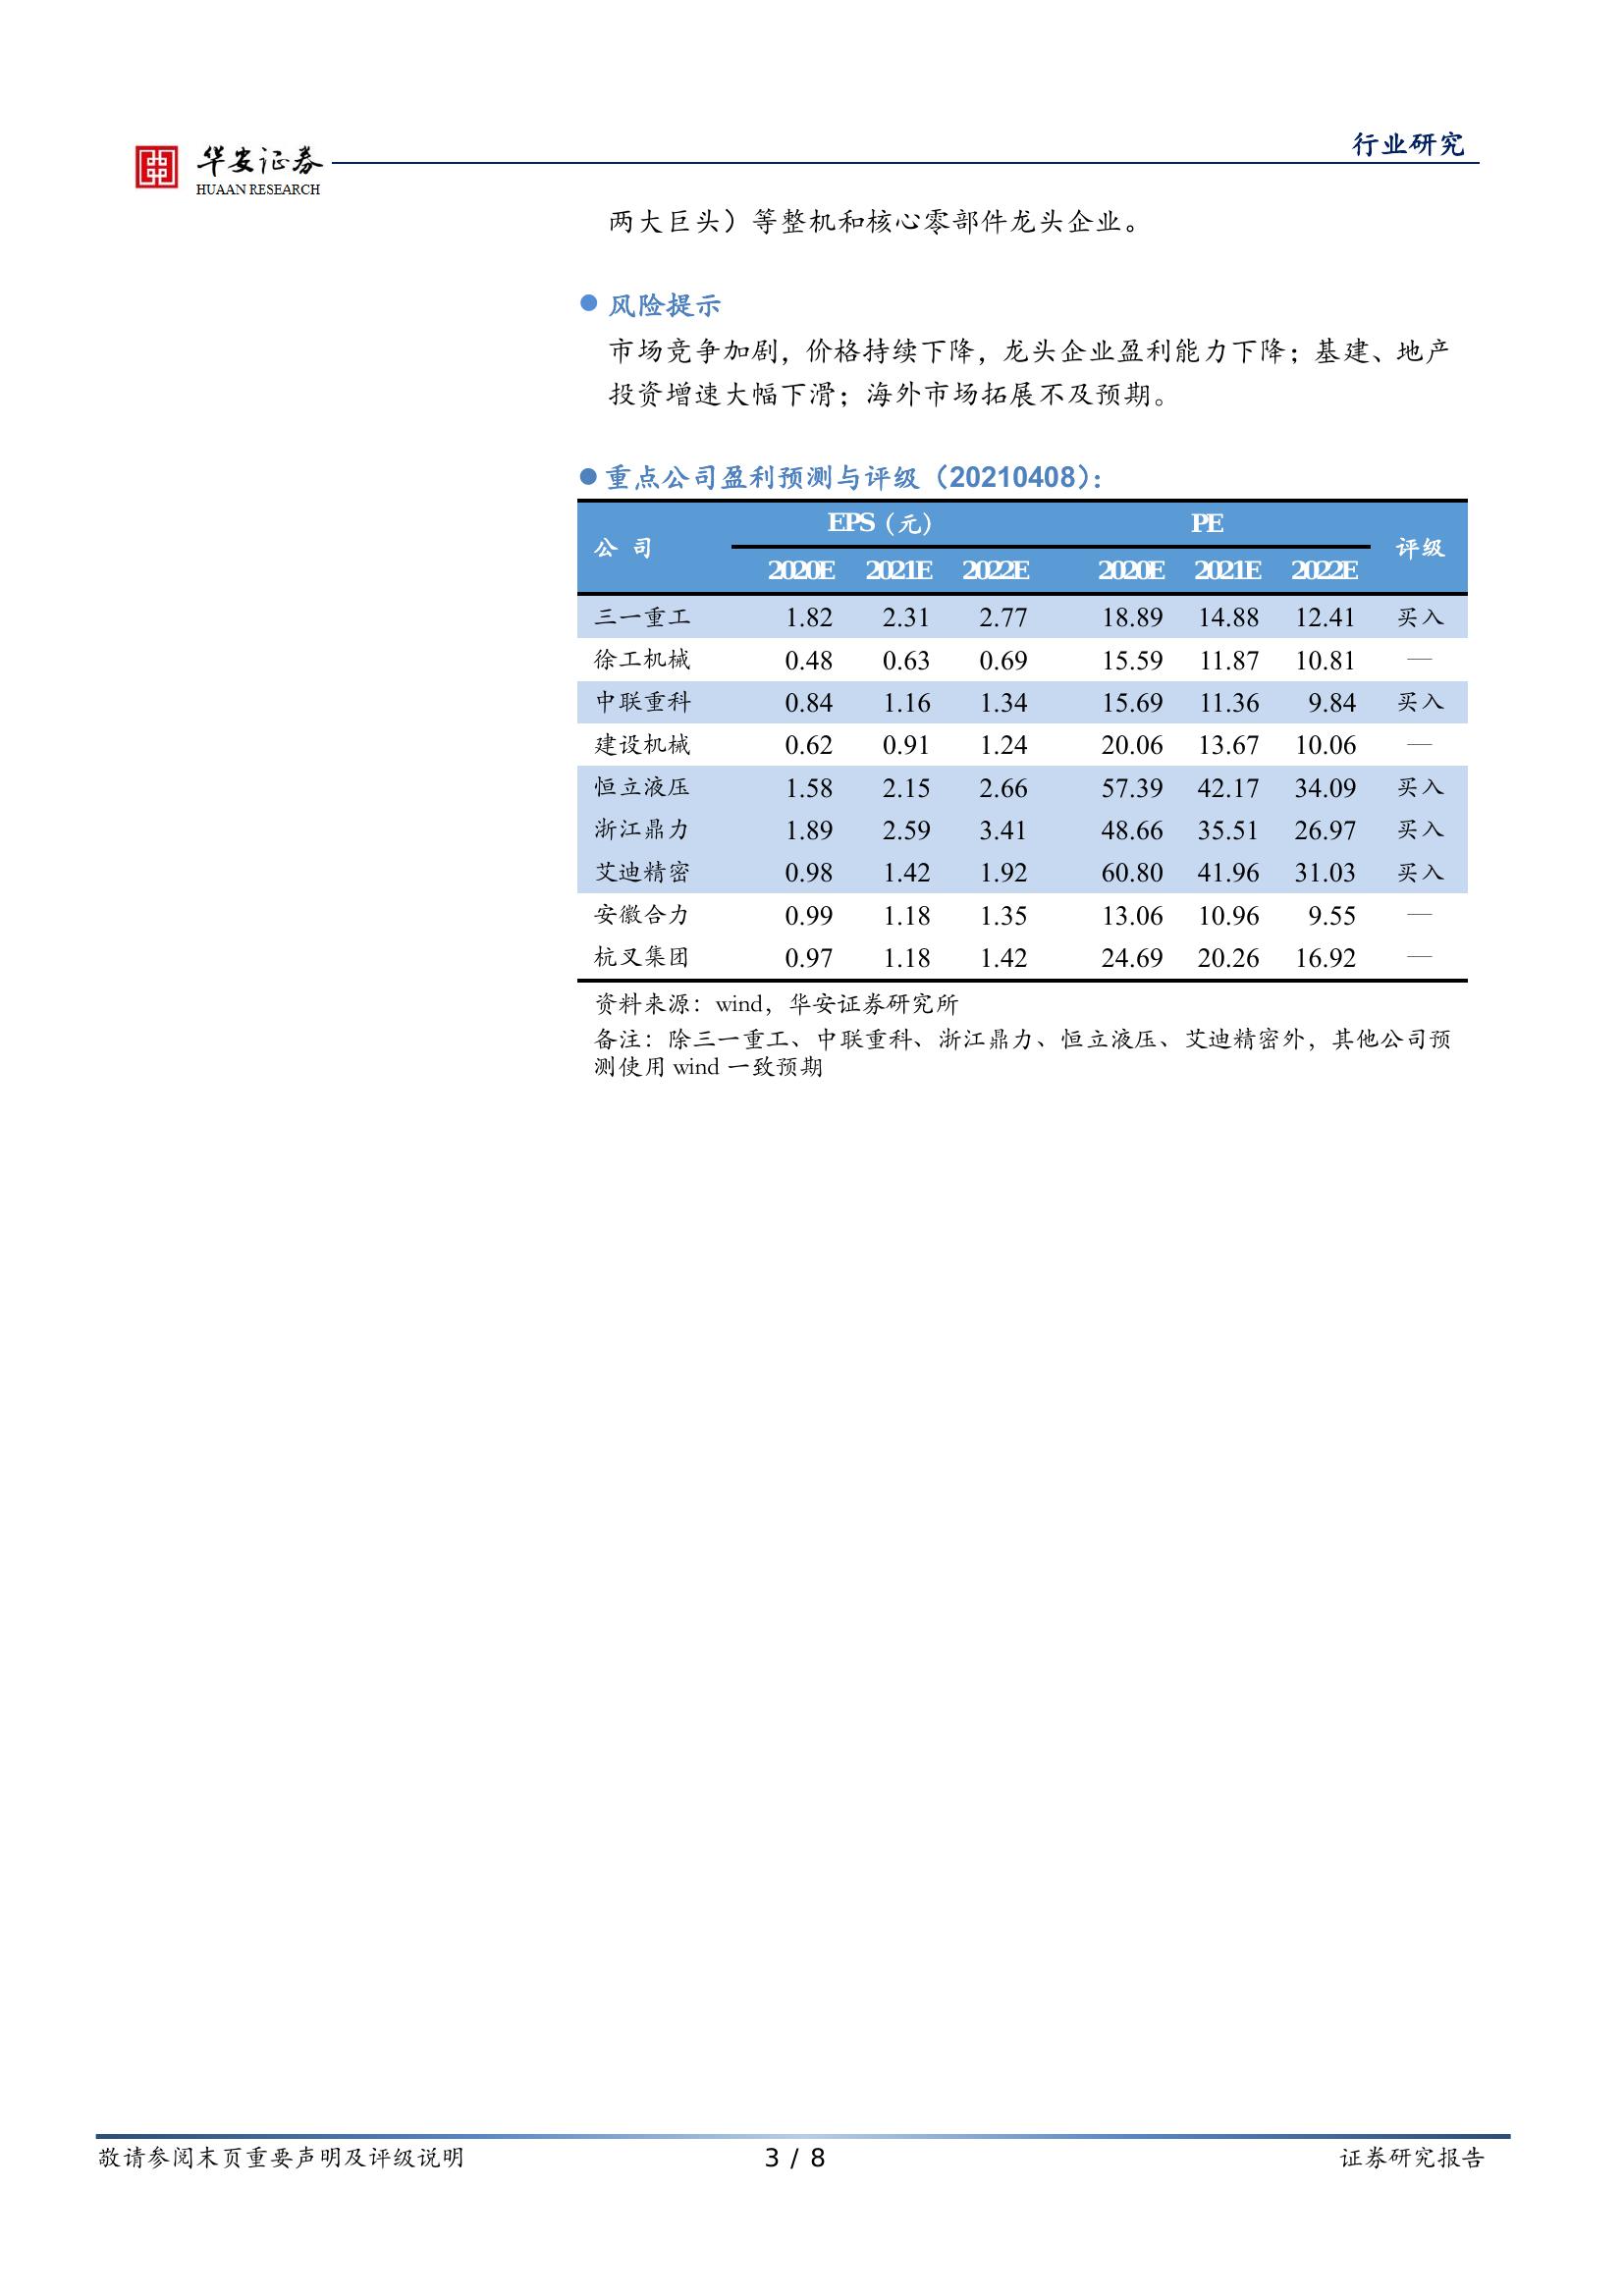 华安证券
HUAAN RESEARCH
行业研究
两大巨头）等整机和核心零部件龙头企业。
风险提示
市场竞争加剧，价格持续下降，龙头企业盈利能力下降；基建、地产
投资增速大幅下滑；海外市场拓展不及预期。
重点公司盈利预测与评级（20210408）：
公 司 EPS（元） PE 评级
2020E 2021E 2022E 2020E 2021E 2022E
三一重工 1.82 2.31 2.77 18.89 14.88 12.41 买入
徐工机械 0.48 0.63 0.69 15.59 11.87 10.81 —
中联重科 0.84 1.16 1.34 15.69 11.36 9.84 买入
建设机械 0.62 0.91 1.24 20.06 13.67 10.06 —
恒立液压 1.58 2.15 2.66 57.39 42.17 34.09 买入
浙江鼎力 1.89 2.59 3.41 48.66 35.51 26.97 买入
艾迪精密 0.98 1.42 1.92 60.80 41.96 31.03 买入
安徽合力 0.99 1.18 1.35 13.06 10.96 9.55 —
杭叉集团 0.97 1.18 1.42 24.69 20.26 16.92 —
资料来源：wind，华安证券研究所
备注：除三一重工、中联重科、浙江鼎力、恒立液压、艾迪精密外，其他公司预
测使用 wind 一致预期
敬请参阅末页重要声明及评级说明 3 / 8 证券研究报告